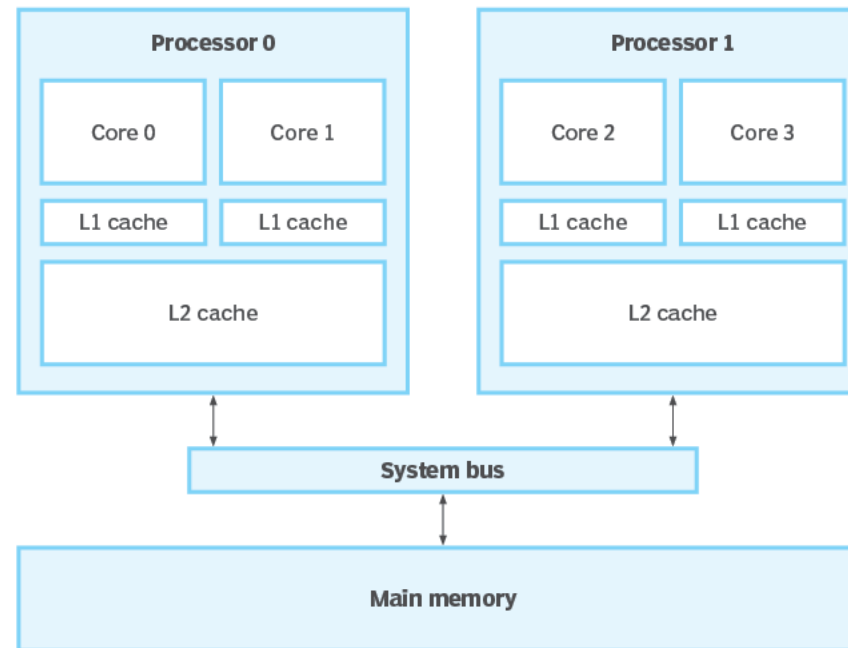 Processor 0
Core 0
Core 1
L1 cache
L1 cache
L2 cache
Processor 1
Core 2
Core 3
L1 cache
L1 cache
L2 cache
System bus
Main memory